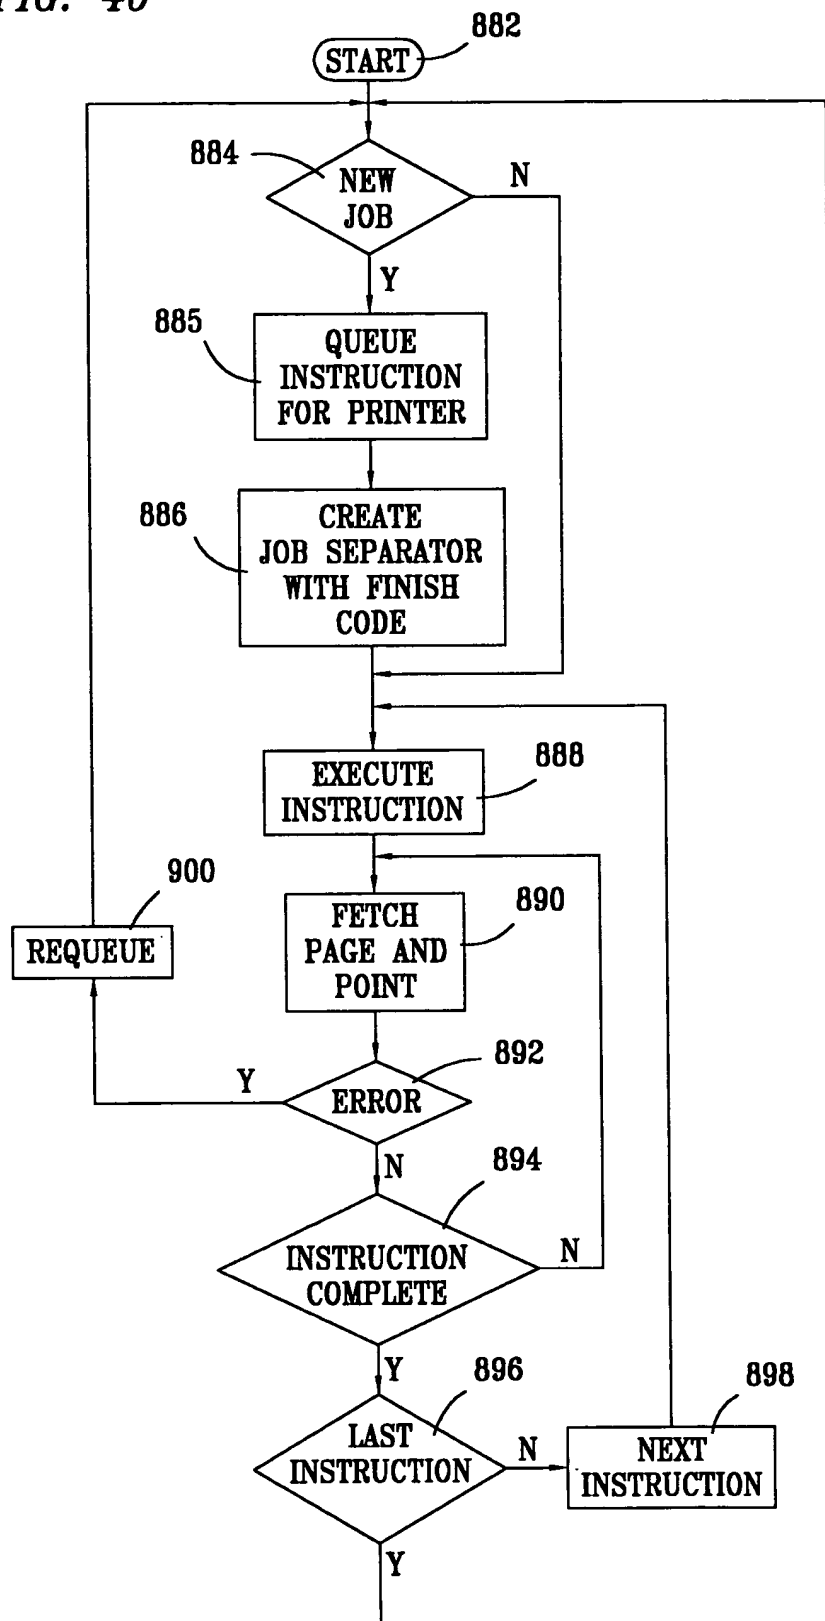 FIG. 40
882
START
884
NEW
JOB
N
Y
885
QUEUE
INSTRUCTION
FOR PRINTER
886
CREATE
JOB SEPARATOR
WITH FINISH
CODE
EXECUTE
INSTRUCTION
888
900
REQUEUE
FETCH
PAGE AND
POINT
890
892
Y
ERROR
N
894
INSTRUCTION
COMPLETE
N
Y
896
LAST
INSTRUCTION
N
898
NEXT
INSTRUCTION
Y